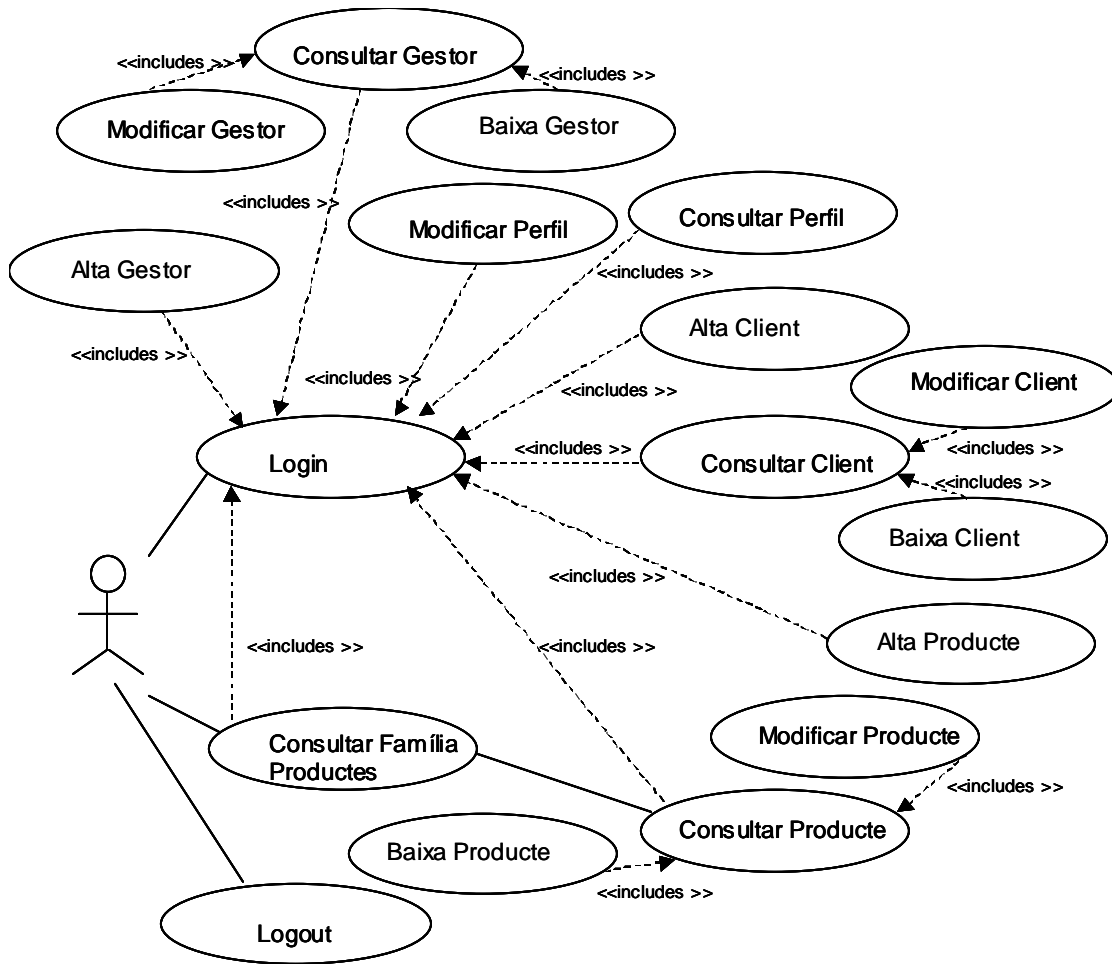 Consultar Gestor
<<includes >>
<<includes >>
Modificar Gestor
Baixa Gestor
<<includes >>
Modificar Perfil
Consultar Perfil
Alta Gestor
<<includes >>
Alta Client
<<includes >>
<<includes >>
<<includes >>
Modificar Client
Login
<<includes >>
Consultar Client
<<includes >>
<<includes >>
Baixa Client
<<includes >>
<<includes >>
<<includes >>
Alta Producte
Consultar Família
Productes
Modificar Producte
<<includes >>
Consultar Producte
Baixa Producte
<<includes >>
Logout